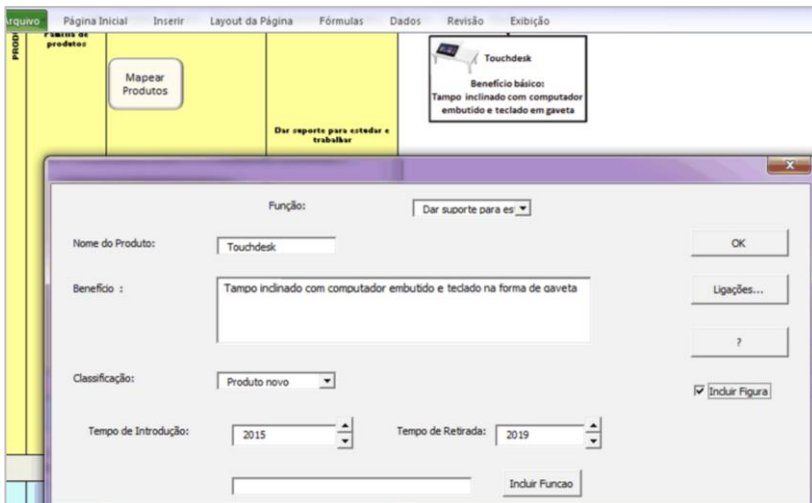 Arquivo Página Inicial Inserir Layout da Página Fórmulas Dados Revisão Exibição
PRODU
Família de
produtos
Mapear
Produtos
Dar suporte para estudar e
trabalhar
Touchdesk
Benefício básico:
Tampo inclinado com computador
embutido e teclado em gaveta
Função:
Dar suporte para es
Nome do Produto:
Touchdesk
OK
Benefício :
Tampo inclinado com computador embutido e teclado na forma de gaveta
Ligações...
?
Classificação:
Produto novo
Incluir Figura
Tempo de Introdução:
2015
Tempo de Retirada:
2019
Incluir Funcao